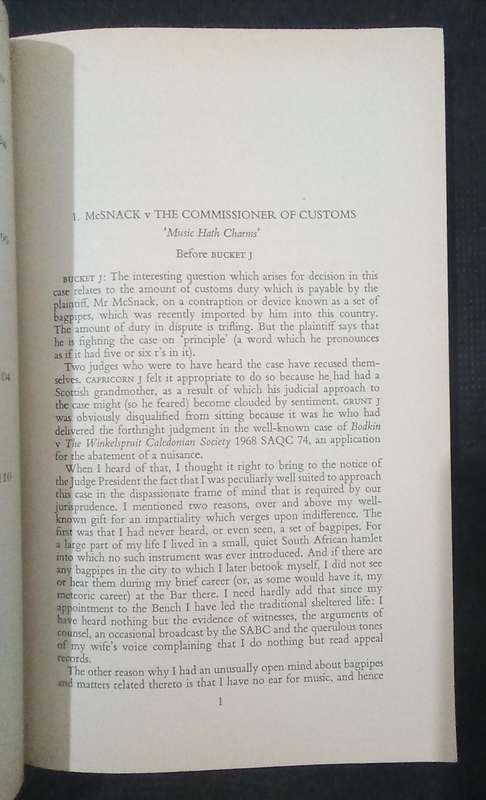 1. McSNACK v THE COMMISSIONER OF CUSTOMS
'Music Hath Charms'
Before BUCKET J
BUCKET J: The interesting question which arises for decision in this
case relates to the amount of customs duty which is payable by the
plaintiff, Mr McSnack, on a contraption or device known as a set of
bagpipes, which was recently imported by him into this country.
The amount of duty in dispute is trifling. But the plaintiff says that
he is fighting the case on 'principle' (a word which he pronounces
as if it had five or six r's in it).
Two judges who were to have heard the case have recused them-
selves. CAPRICORN J felt it appropriate to do so because he had had a
Scottish grandmother, as a result of which his judicial approach to
the case might (so he feared) become clouded by sentiment. GRUNT J
was obviously disqualified from sitting because it was he who had
delivered the forthright judgment in the well-known case of Bodkin
v The Winkelspruit Caledonian Society 1968 SAQC 74, an application
for the abatement of a nuisance.
When I heard of that, I thought it right to bring to the notice of
the Judge President the fact that I was peculiarly well suited to approach
this case in the dispassionate frame of mind that is required by our
jurisprudence. I mentioned two reasons, over and above my well-
known gift for an impartiality which verges upon indifference. The
first was that I had never heard, or even seen, a set of bagpipes. For
a large part of my life I lived in a small, quiet South African hamlet
into which no such instrument was ever introduced. And if there are
any bagpipes in the city to which I later betook myself, I did not see
or hear them during my brief career (or, as some would have it, my
meteoric career) at the Bar there. I need hardly add that since my
appointment to the Bench I have led the traditional sheltered life: I
have heard nothing but the evidence of witnesses, the arguments of
counsel, an occasional broadcast by the SABC and the querulous tones
of my wife's voice complaining that I do nothing but read appeal
records.
The other reason why I had an unusually open mind about bagpipes
and matters related thereto is that I have no ear for music, and hence
1